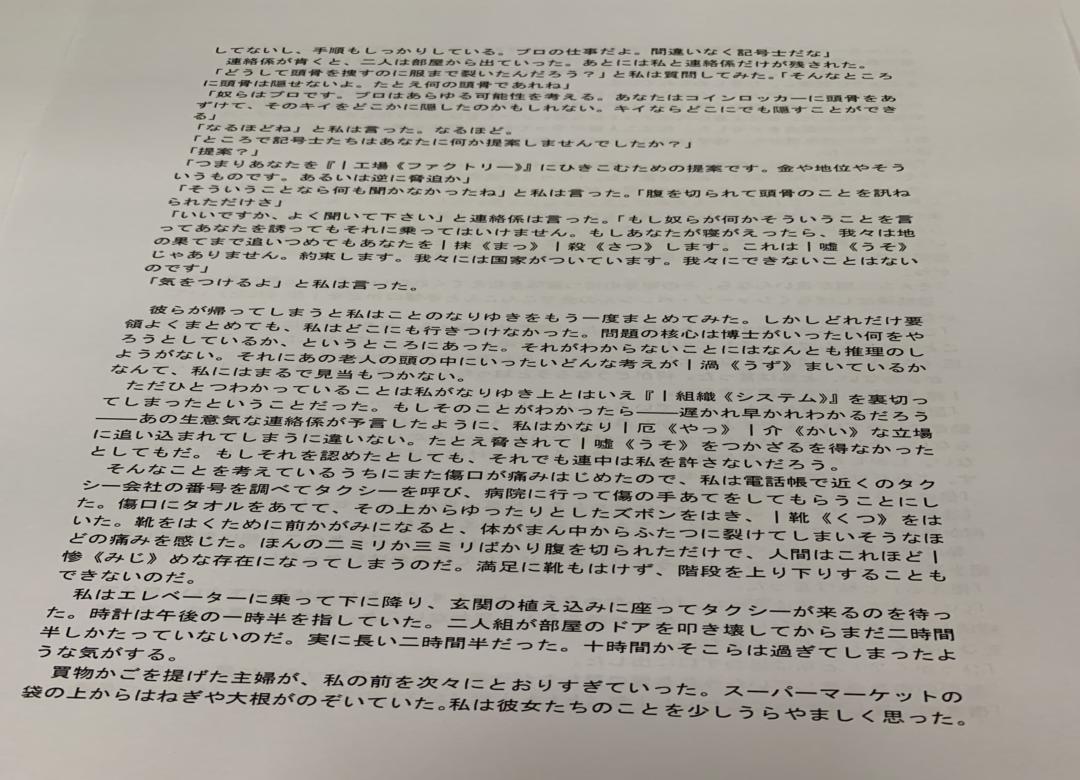 してないし、手順もしっかりしている。プロの仕事だよ。間違いなく記号士だな」
連絡係が肯くと、二人は部屋から出ていった。あとには私と連絡係だけが残された。
「どうして頭骨を捜すのに服まで裂いたんだろう？」と私は質問してみた。「そんなところ
に頭骨は隠せないよ。たとえ何の頭骨であれね」
「奴らはプロです。プロはあらゆる可能性を考える。あなたはコインロッカーに頭骨をあ
ずけて、そのキイをどこかに隠したのかもしれない。キイならどこにでも隠すことができ
る」
「なるほどね」と私は言った。なるほど。
「ところで記号士たちはあなたに何か提案しませんでしたか？」
「提案？」
「つまりあなたを『｜工場《ファクトリー》』にひきこむための提案です。金や地位やそう
いうものです。あるいは逆に脅迫か」
「そういうことなら何も聞かなかったね」と私は言った。「腹を切られて頭骨のことを訊ね
られただけさ」
「いいですか、よく聞いて下さい」と連絡係は言った。「もし奴らが何かそういうことを言
ってあなたを誘ってもそれに乗ってはいけません。もしあなたが寝がえったら、我々は地
の果てまで追いつめてもあなたを｜抹《まっ》｜殺《さつ》します。これは｜嘘《うそ》
じゃありません。約束します。我々には国家がついています。我々にできないことはない
のです」
「気をつけるよ」と私は言った。
彼らが帰ってしまうと私はことのなりゆきをもう一度まとめてみた。しかしどれだけ要
領よくまとめても、私はどこにも行きつけなかった。問題の核心は博士がいったい何をや
ろうとしているか、というところにあった。それがわからないことにはなんとも推理のし
ようがない。それにあの老人の頭の中にいったいどんな考えが｜渦《うず》まいているか
なんて、私にはまるで見当もつかない。
ただひとつわかっていることは私がなりゆき上とはいえ『｜組織《システム》』を裏切っ
てしまったということだった。もしそのことがわかったら――遅かれ早かれわかるだろう
――あの生意気な連絡係が予言したように、私はかなり｜厄《やっ》｜介《かい》な立場
に追い込まれてしまうに違いない。たとえ脅されて｜嘘《うそ》をつかざるを得なかった
としてもだ。もしそれを認めたとしても、それでも連中は私を許さないだろう。
そんなことを考えているうちにまた傷口が痛みはじめたので、私は電話帳で近くのタク
シー会社の番号を調べてタクシーを呼び、病院に行って傷の手あてをしてもらうことにし
た。傷口にタオルをあてて、その上からゆったりとしたズボンをはき、｜靴《くつ》をは
いた。靴をはくために前かがみになると、体がまん中からふたつに裂けてしまいそうなほ
どの痛みを感じた。ほんの二ミリか三ミリばかり腹を切られただけで、人間はこれほど｜
惨《みじ》めな存在になってしまうのだ。満足に靴もはけず、階段を上り下りすることも
できないのだ。
私はエレベーターに乗って下に降り、玄関の植え込みに座ってタクシーが来るのを待っ
た。時計は午後の一時半を指していた。二人組が部屋のドアを叩き壊してからまだ二時間
半しかたっていないのだ。実に長い二時間半だった。十時間かそこらは過ぎてしまったよ
うな気がする。
買物かごを提げた主婦が、私の前を次々にとおりすぎていった。スーパーマーケットの
袋の上からはねぎや大根がのぞいていた。私は彼女たちのことを少しうらやましく思った。